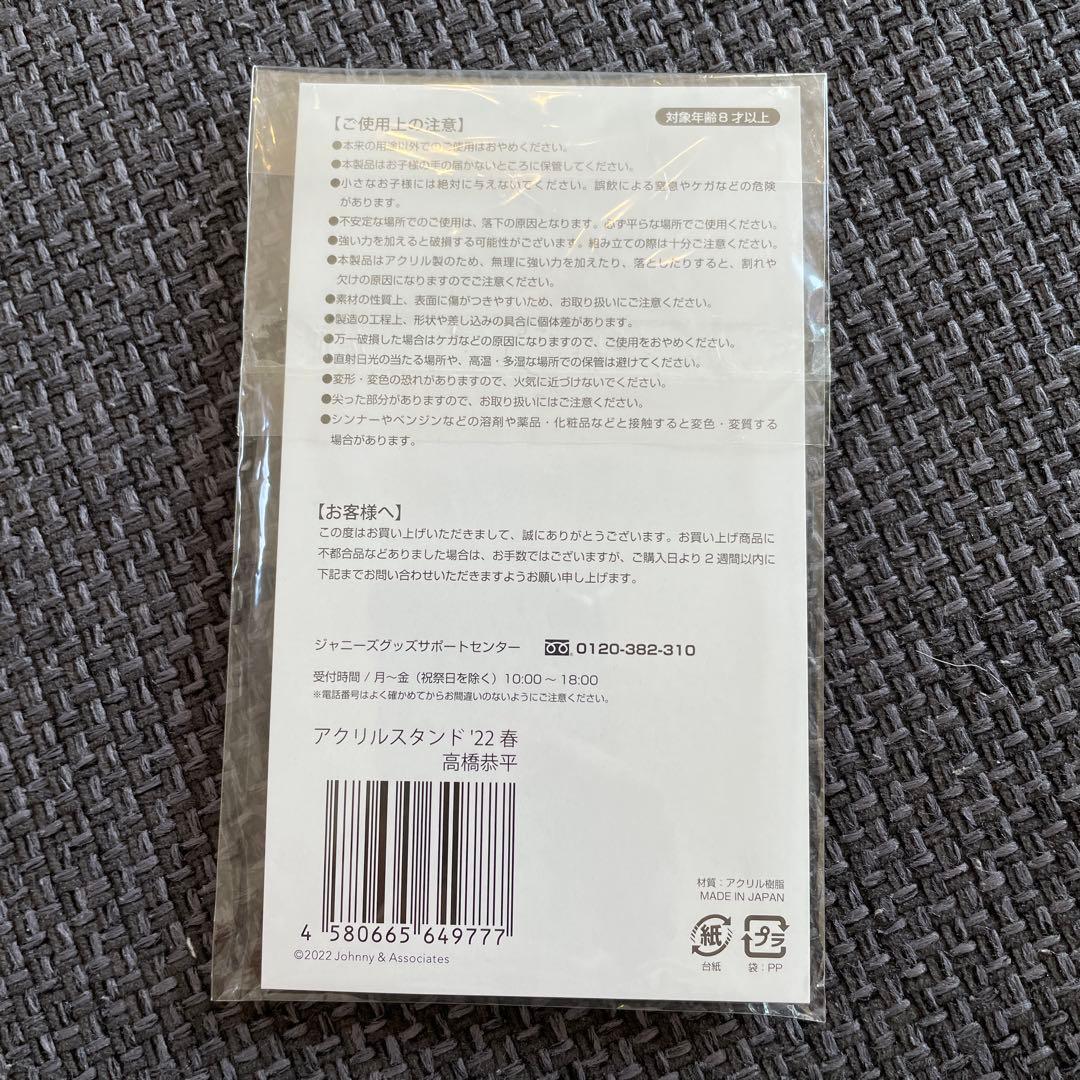 【ご使用上の注意】
対象年齢8才以上
●本来の用途以外でのご使用はおやめください。
●本製品はお子様の手の届かないところに保管してください。
●小さなお子様には絶対に与えないでください。誤飲による窒息やケガなどの危険
があります。
●不安定な場所でのご使用は、落下の原因となります。必ず平らな場所でご使用ください。
●強い力を加えると破損する可能性がございます。組み立ての際は十分ご注意ください。
●本製品はアクリル製のため、無理に強い力を加えたり、落としたりすると、割れや
欠けの原因になりますのでご注意ください。
●素材の性質上、表面に傷がつきやすいため、お取り扱いにご注意ください。
●製造の工程上、形状や差し込みの具合に個体差があります。
●万一破損した場合はケガなどの原因になりますので、ご使用をおやめください。
●直射日光の当たる場所や、高温・多湿な場所での保管は避けてください。
●変形・変色の恐れがありますので、火気に近づけないでください。
●尖った部分がありますので、お取り扱いにはご注意ください。
●シンナーやベンジンなどの溶剤や薬品・化粧品などと接触すると変色・変質する
場合があります。
【お客様へ】
この度はお買い上げいただきまして、誠にありがとうございます。お買い上げ商品に
不都合品などありました場合は、お手数ではございますが、ご購入日より2週間以内に
下記までお問い合わせいただきますようお願い申し上げます。
ジャニーズグッズサポートセンター 0120-382-310
受付時間 / 月～金（祝祭日を除く）10:00～18:00
※電話番号はよく確かめてからお間違いのないようにご注意ください。
アクリルスタンド '22 春
高橋恭平
4 580665 649777
©2022 Johnny & Associates
材質：アクリル樹脂
MADE IN JAPAN
紙
台紙
プラ
袋：PP